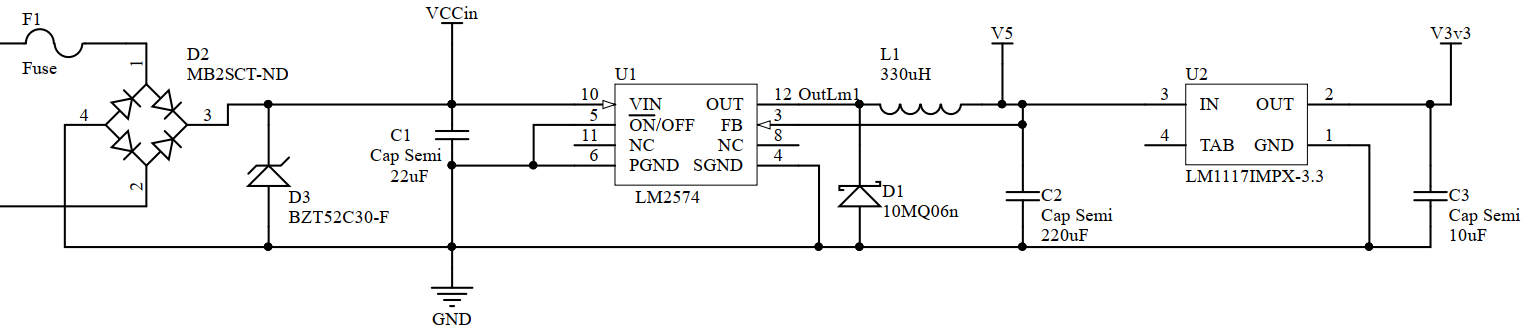 F1
Fuse
1
D2
MB2SCT-ND
4
3
2
D3
BZT52C30-F
VCCin
C1
Cap Semi
22uF
GND
U1
10 VIN OUT 12 OutLm1
5 ON/OFF FB 3
11 NC NC 8
6 PGND SGND 4
LM2574
D1
10MQ06n
L1
330uH
V5
C2
Cap Semi
220uF
U2
3 IN OUT 2
4 TAB GND 1
LM1117IMPX-3.3
V3v3
C3
Cap Semi
10uF